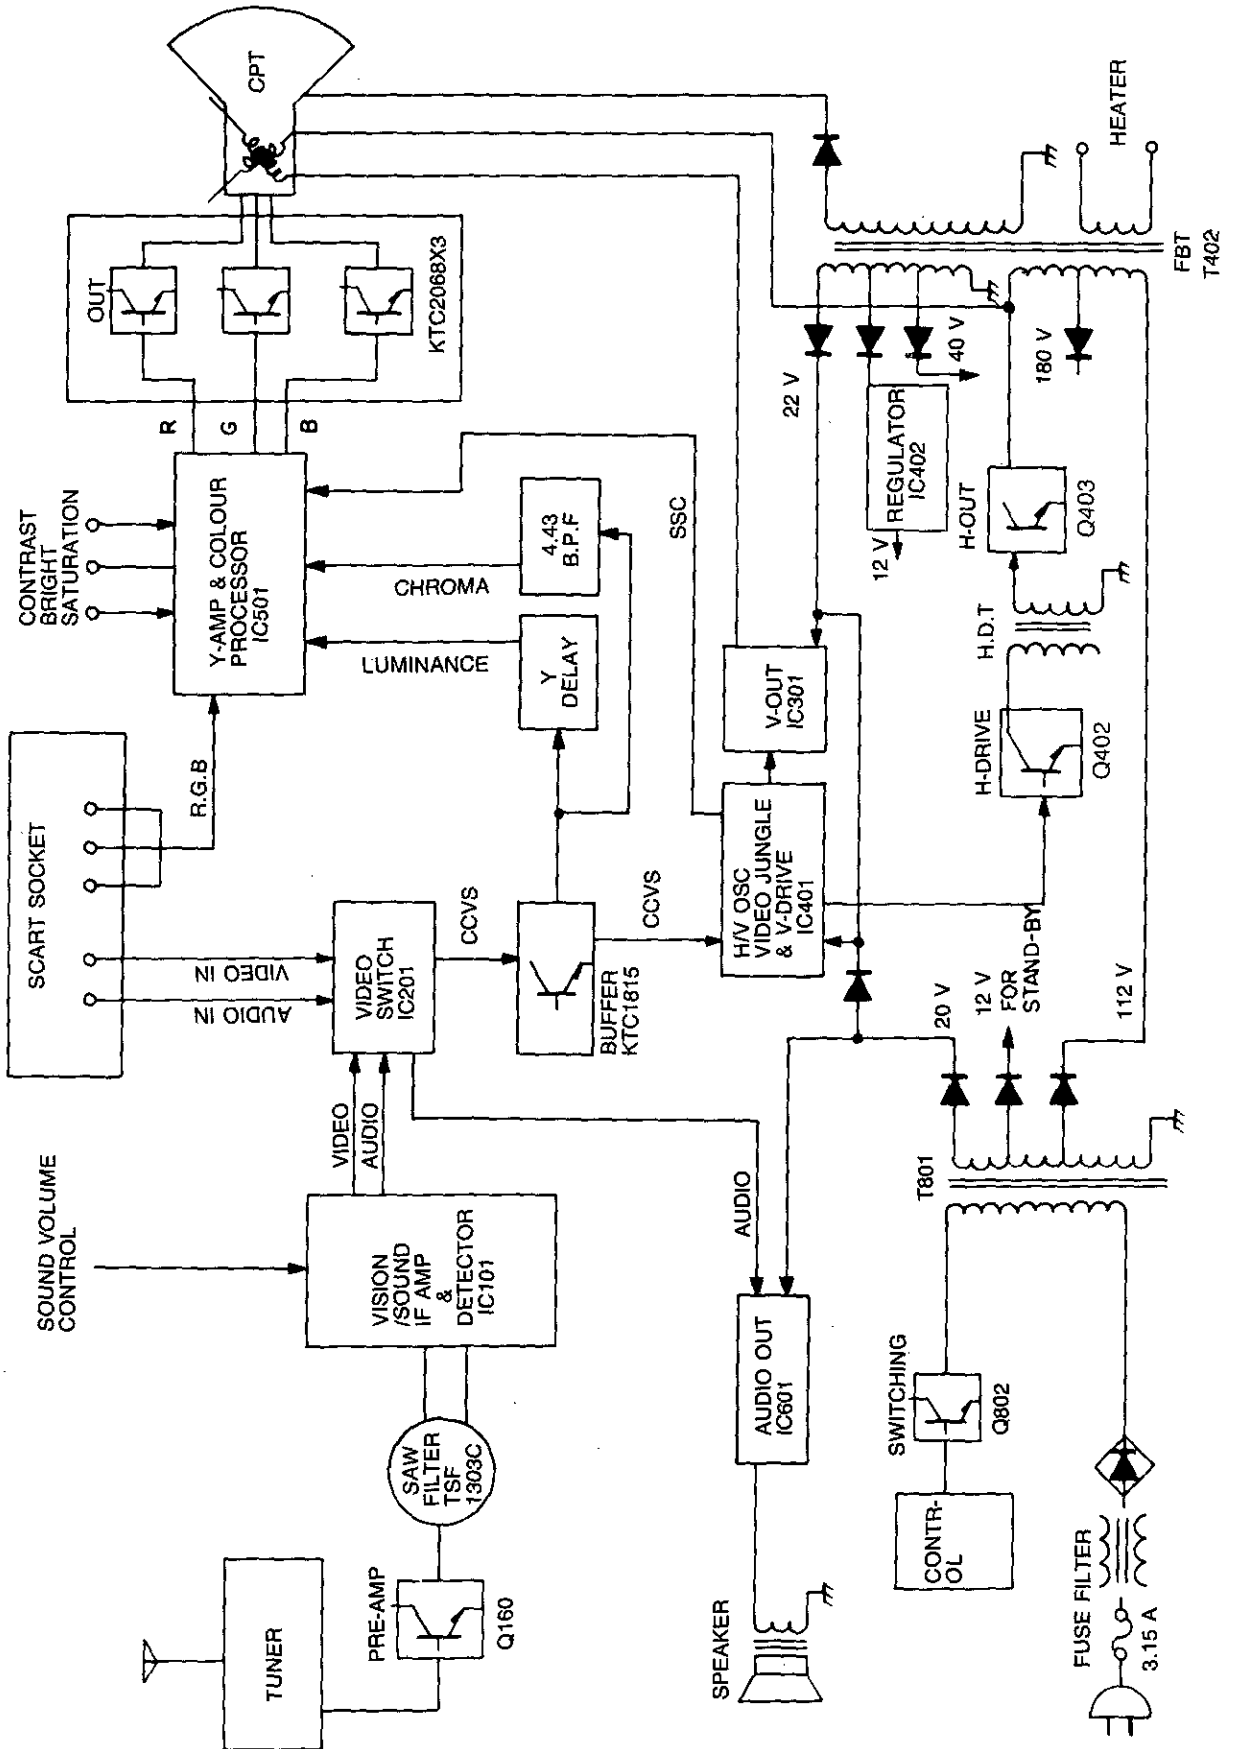 TUNER
PRE-AMP
Q160
SAW
FILTER
TSF
1303C
SOUND VOLUME
CONTROL
VISION
/SOUND
IF AMP
&
DETECTOR
IC101
VIDEO
AUDIO
SCART SOCKET
AUDIO IN
VIDEO IN
R.G.B
VIDEO
SWITCH
IC201
CCVS
BUFFER
KTC1815
CCVS
CONTRAST
BRIGHT
SATURATION
Y-AMP & COLOUR
PROCESSOR
IC501
LUMINANCE
CHROMA
Y
DELAY
4.43
B.P.F
SSC
R
G
B
OUT
KTC2068X3
CPT
H/V OSC
VIDEO JUNGLE
& V-DRIVE
IC401
V-OUT
IC301
22 V
12 V
REGULATOR
IC402
40 V
180 V
H-DRIVE
Q402
H.D.T
H-OUT
Q403
FBT
T402
HEATER
SPEAKER
AUDIO OUT
IC601
AUDIO
20 V
12 V
FOR
STAND-BY
112 V
T801
SWITCHING
Q802
CONTR-
OL
FUSE FILTER
3.15 A